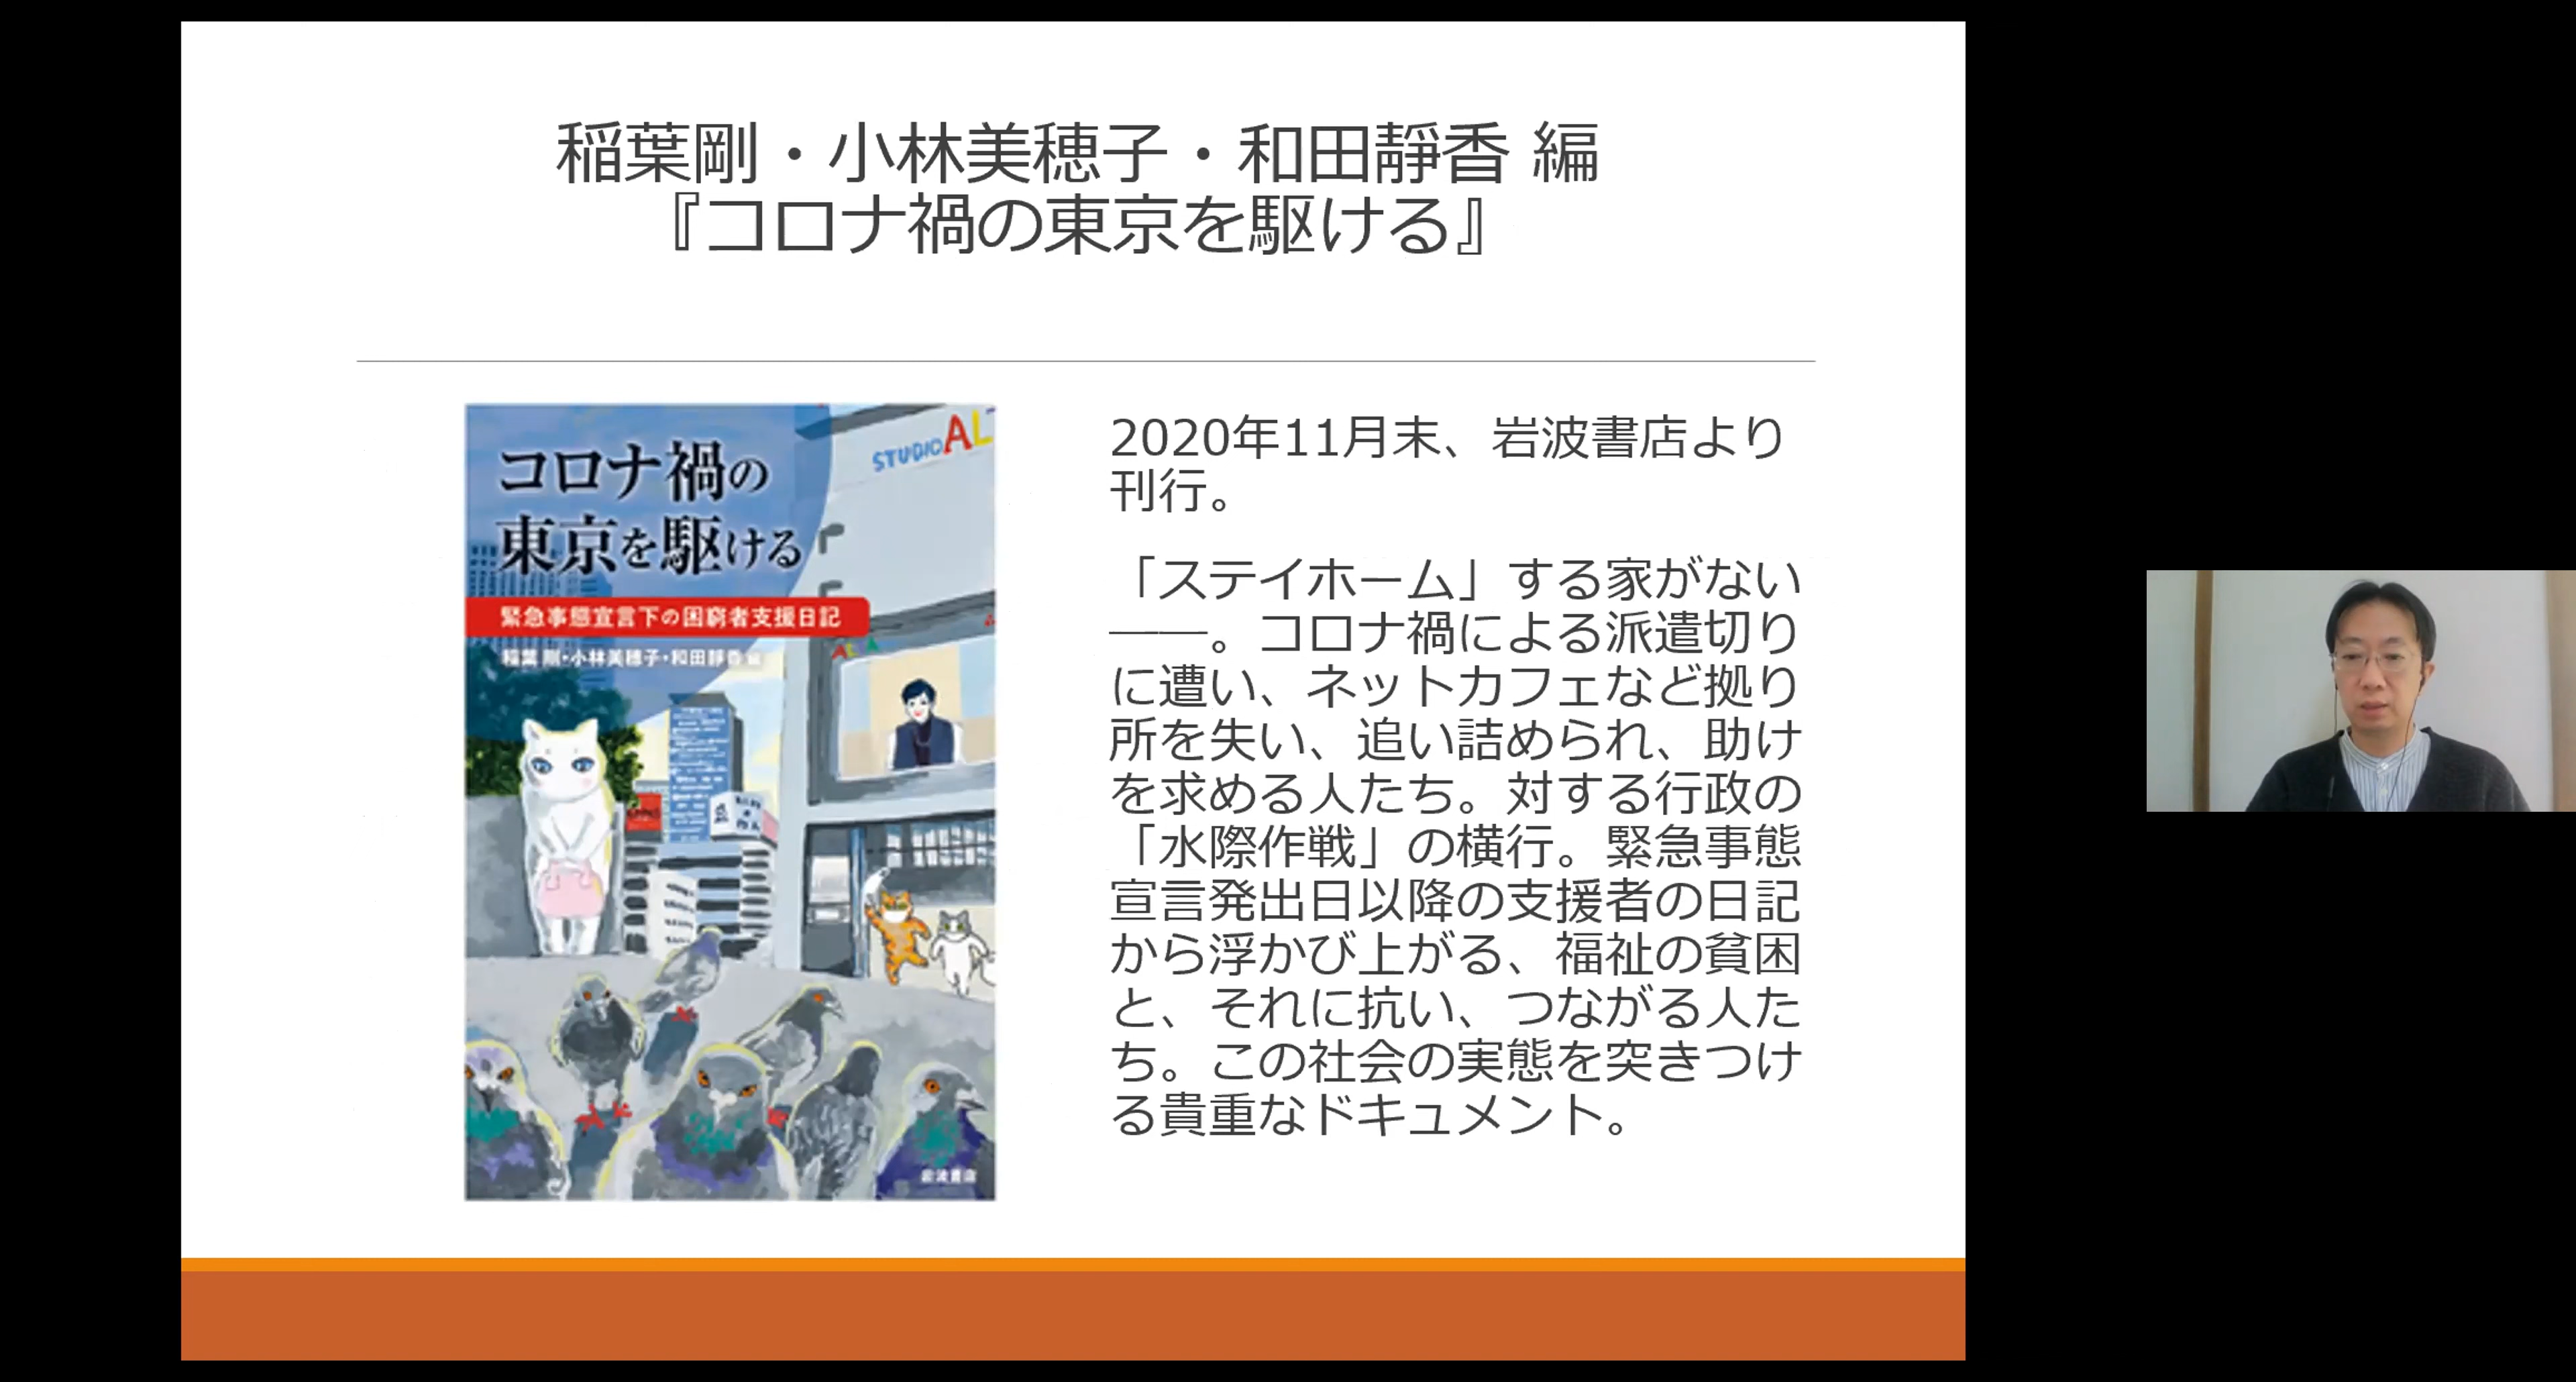 稲葉剛・小林美穂子・和田靜香 編
『コロナ禍の東京を駆ける』
コロナ禍の
東京を駆ける
緊急事態宣言下の困窮者支援日記
稲葉 剛・小林美穂子・和田靜香 編
STUDIO AL
岩波書店
2020年11月末、岩波書店より
刊行。
「ステイホーム」する家がない
――。コロナ禍による派遣切り
に遭い、ネットカフェなど拠り
所を失い、追い詰められ、助け
を求める人たち。対する行政の
「水際作戦」の横行。緊急事態
宣言発出日以降の支援者の日記
から浮かび上がる、福祉の貧困
と、それに抗い、つながる人た
ち。この社会の実態を突きつけ
る貴重なドキュメント。